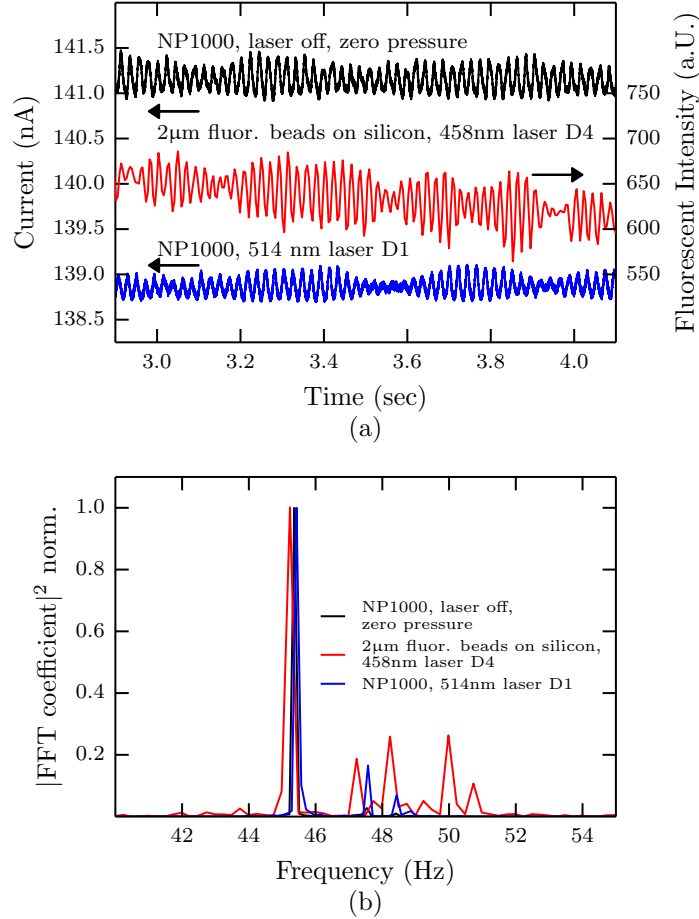 NP1000, laser off, zero pressure
2μm fluor. beads on silicon, 458nm laser D4
NP1000, 514 nm laser D1
141.5
141.0
140.5
140.0
139.5
139.0
138.5
Current (nA)
750
700
650
600
550
Fluorescent Intensity (a.U.)
3.0 3.2 3.4 3.6 3.8 4.0
Time (sec)
(a)
1.0
0.8
0.6
0.4
0.2
|FFT coefficient|² norm.
NP1000, laser off,
zero pressure
2μm fluor. beads on silicon,
458nm laser D4
NP1000, 514nm laser D1
42 44 46 48 50 52 54
Frequency (Hz)
(b)